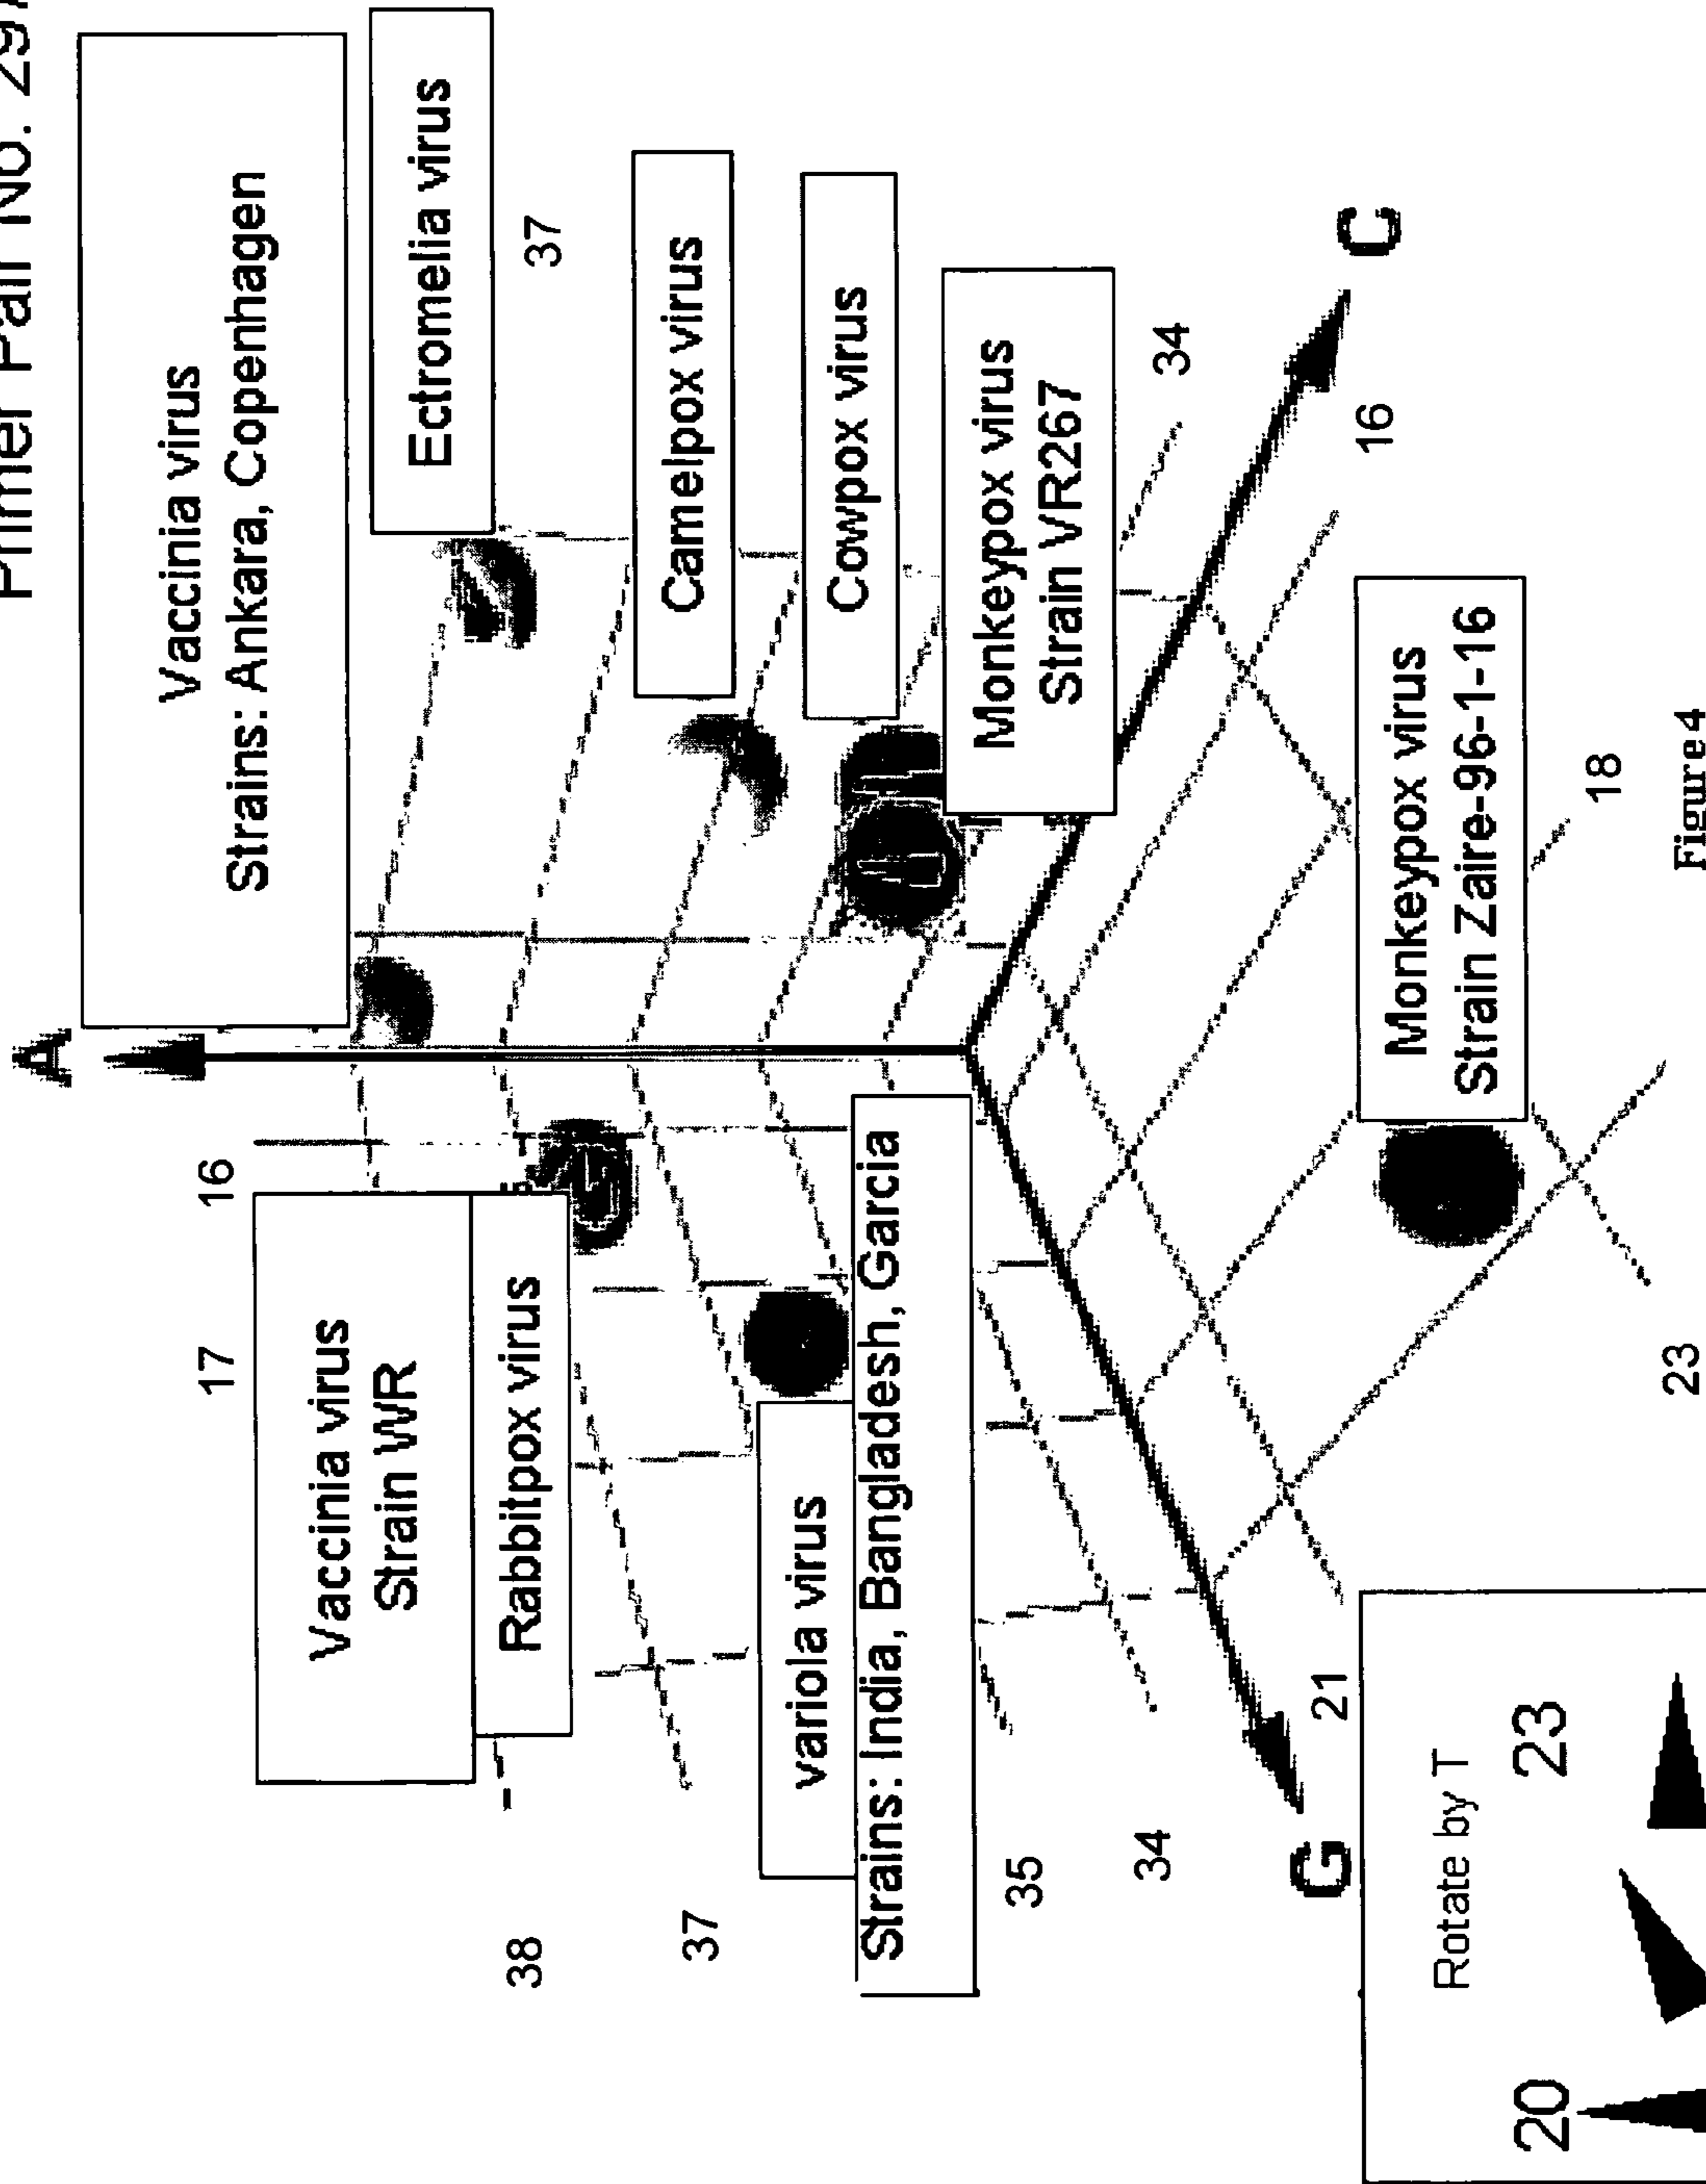 Primer Pair No.
A
Vaccinia virus
Strains: Ankara, Copenhagen
17
16
Vaccinia virus
Strain WR
Ectromelia virus
Rabbitpox virus
38
37
Camelpox virus
37
variola virus
Cowpox virus
Strains: India, Bangladesh, Garcia
Monkeypox virus
Strain VR267
35
34
34
G
C
21
16
Monkeypox virus
Strain Zaire-96-1-16
Rotate by T
20
23
18
23
Figure 4